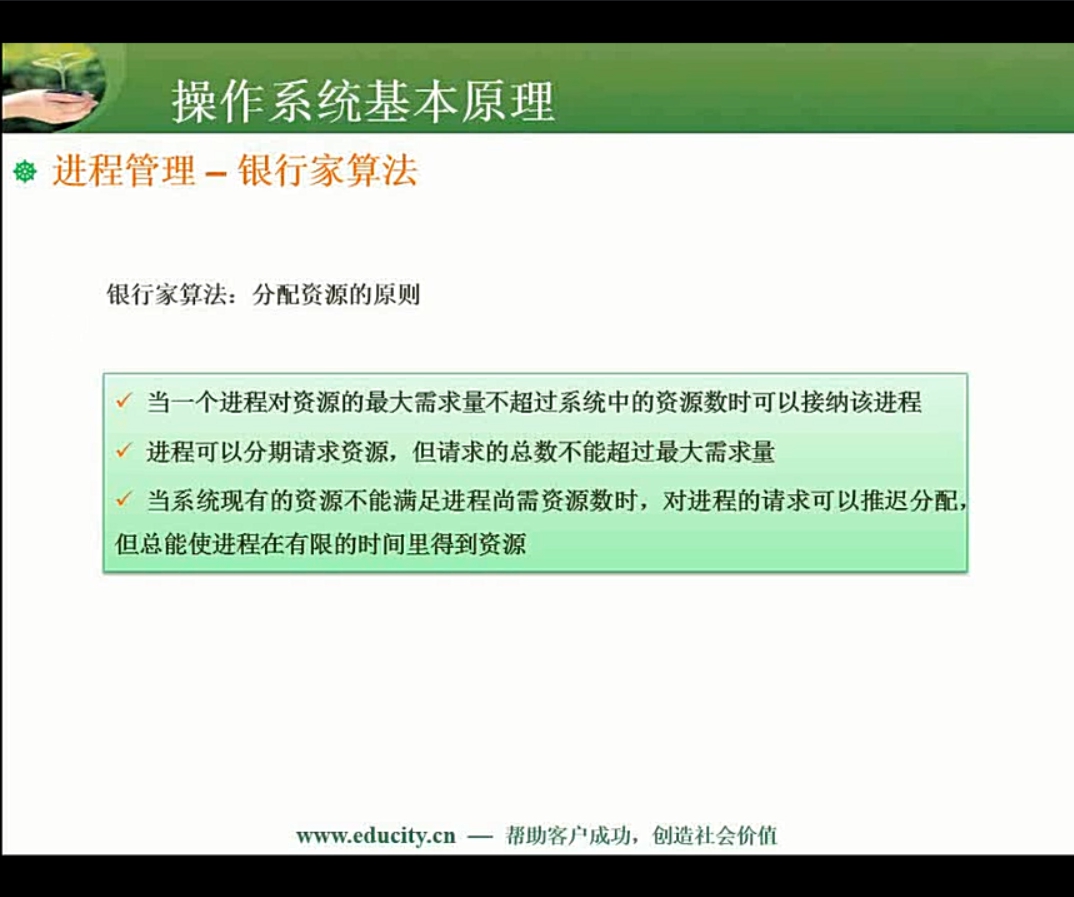 操作系统基本原理
进程管理 – 银行家算法
银行家算法：分配资源的原则
✓ 当一个进程对资源的最大需求量不超过系统中的资源数时可以接纳该进程
✓ 进程可以分期请求资源，但请求的总数不能超过最大需求量
✓ 当系统现有的资源不能满足进程尚需资源数时，对进程的请求可以推迟分配，
但总能使进程在有限的时间里得到资源
www.educity.cn — 帮助客户成功，创造社会价值